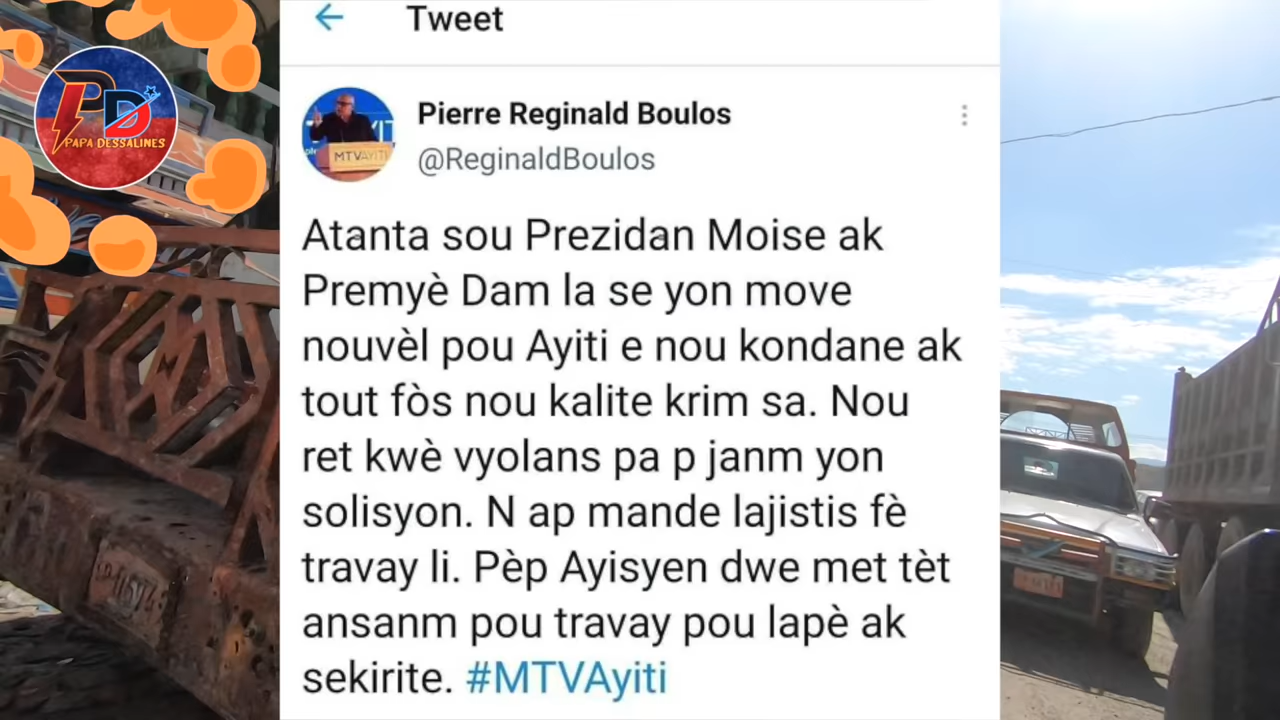 Tweet
PD
PAPA DESSALINES
Pierre Reginald Boulos
@ReginaldBoulos
MTVAYITI
Atanta sou Prezidan Moise ak
Premyè Dam la se yon move
nouvèl pou Ayiti e nou kondane ak
tout fòs nou kalite krim sa. Nou
ret kwè vyolans pa p janm yon
solisyon. N ap mande lajistis fè
travay li. Pèp Ayisyen dwe met tèt
ansanm pou travay pou lapè ak
sekirite. #MTVAyiti